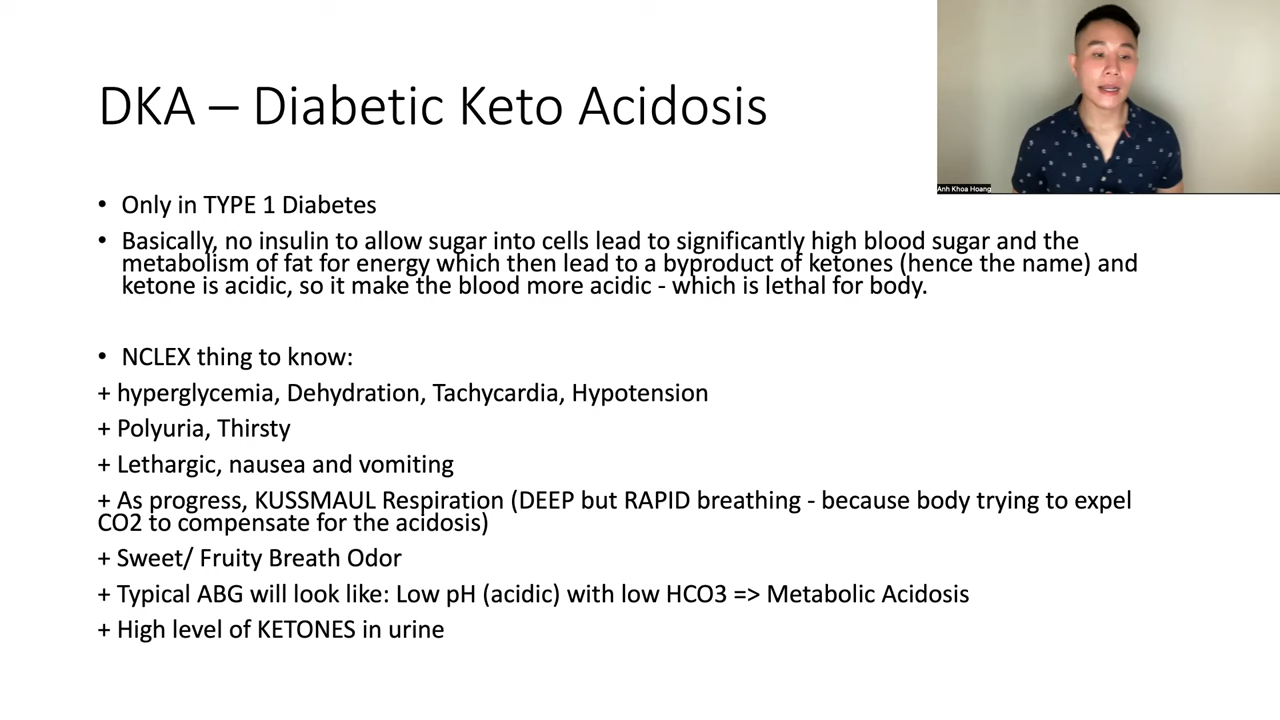 Anh Khoa Hoang
DKA – Diabetic Keto Acidosis
• Only in TYPE 1 Diabetes
• Basically, no insulin to allow sugar into cells lead to significantly high blood sugar and the
metabolism of fat for energy which then lead to a byproduct of ketones (hence the name) and
ketone is acidic, so it make the blood more acidic - which is lethal for body.
• NCLEX thing to know:
+ hyperglycemia, Dehydration, Tachycardia, Hypotension
+ Polyuria, Thirsty
+ Lethargic, nausea and vomiting
+ As progress, KUSSMAUL Respiration (DEEP but RAPID breathing - because body trying to expel
CO2 to compensate for the acidosis)
+ Sweet/ Fruity Breath Odor
+ Typical ABG will look like: Low pH (acidic) with low HCO3 => Metabolic Acidosis
+ High level of KETONES in urine